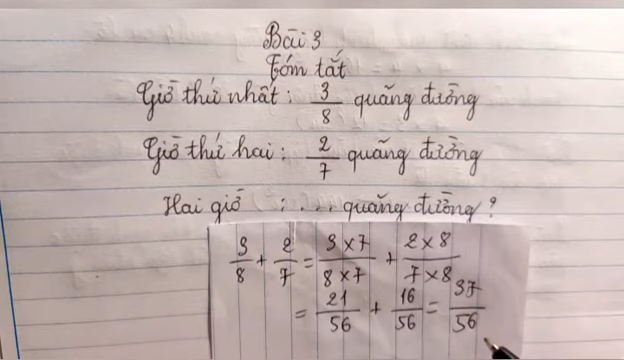 Bài 3
Tóm tắt
Giờ thứ nhất : 3/8 quãng đường
Giờ thứ hai : 2/7 quãng đường
Hai giờ : ... quãng đường ?
3/8 + 2/7 = 3 x 7 / 8 x 7 + 2 x 8 / 7 x 8
= 21/56 + 16/56 = 37/56